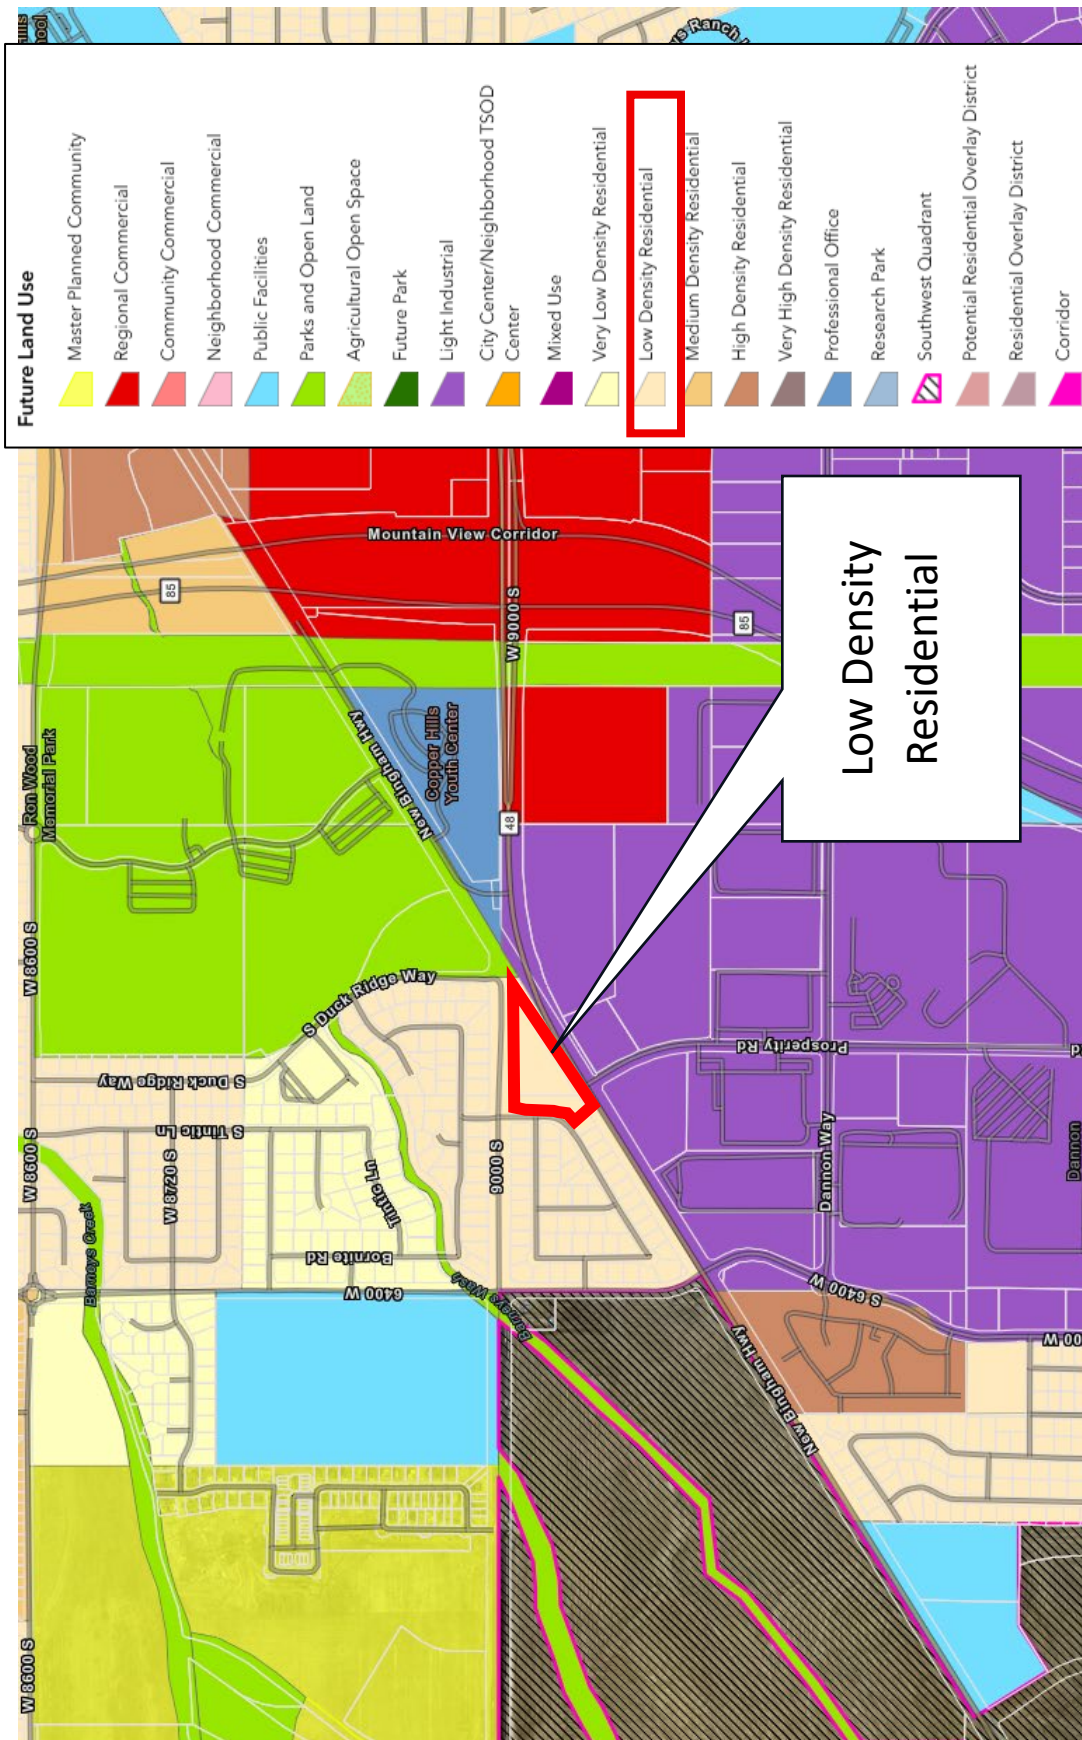 Future Land Use
Master Planned Community
Regional Commercial
Community Commercial
Neighborhood Commercial
Public Facilities
Parks and Open Land
Agricultural Open Space
Future Park
Light Industrial
City Center/Neighborhood TSOD
Center
Mixed Use
Very Low Density Residential
Low Density Residential
Medium Density Residential
High Density Residential
Very High Density Residential
Professional Office
Research Park
Southwest Quadrant
Potential Residential Overlay District
Residential Overlay District
Corridor
Low Density
Residential
W 8600 S
W 8600 S
W 8600 S
Ron Wood
Memorial Park
Mountain View Corridor
85
85
W 9000 S
48
New Bingham Hwy
Copper Hills
Youth Center
S Duck Ridge Way
S Duck Ridge Way
S Tintic Ln
W 8720 S
Tintic Ln
Bornite Rd
9000 S
6400 W
Barneys Creek
Barneys Wash
Prosperity Rd
Dannon Way
Dannon
S 6400 W
New Bingham Hwy
00 W
Ranch